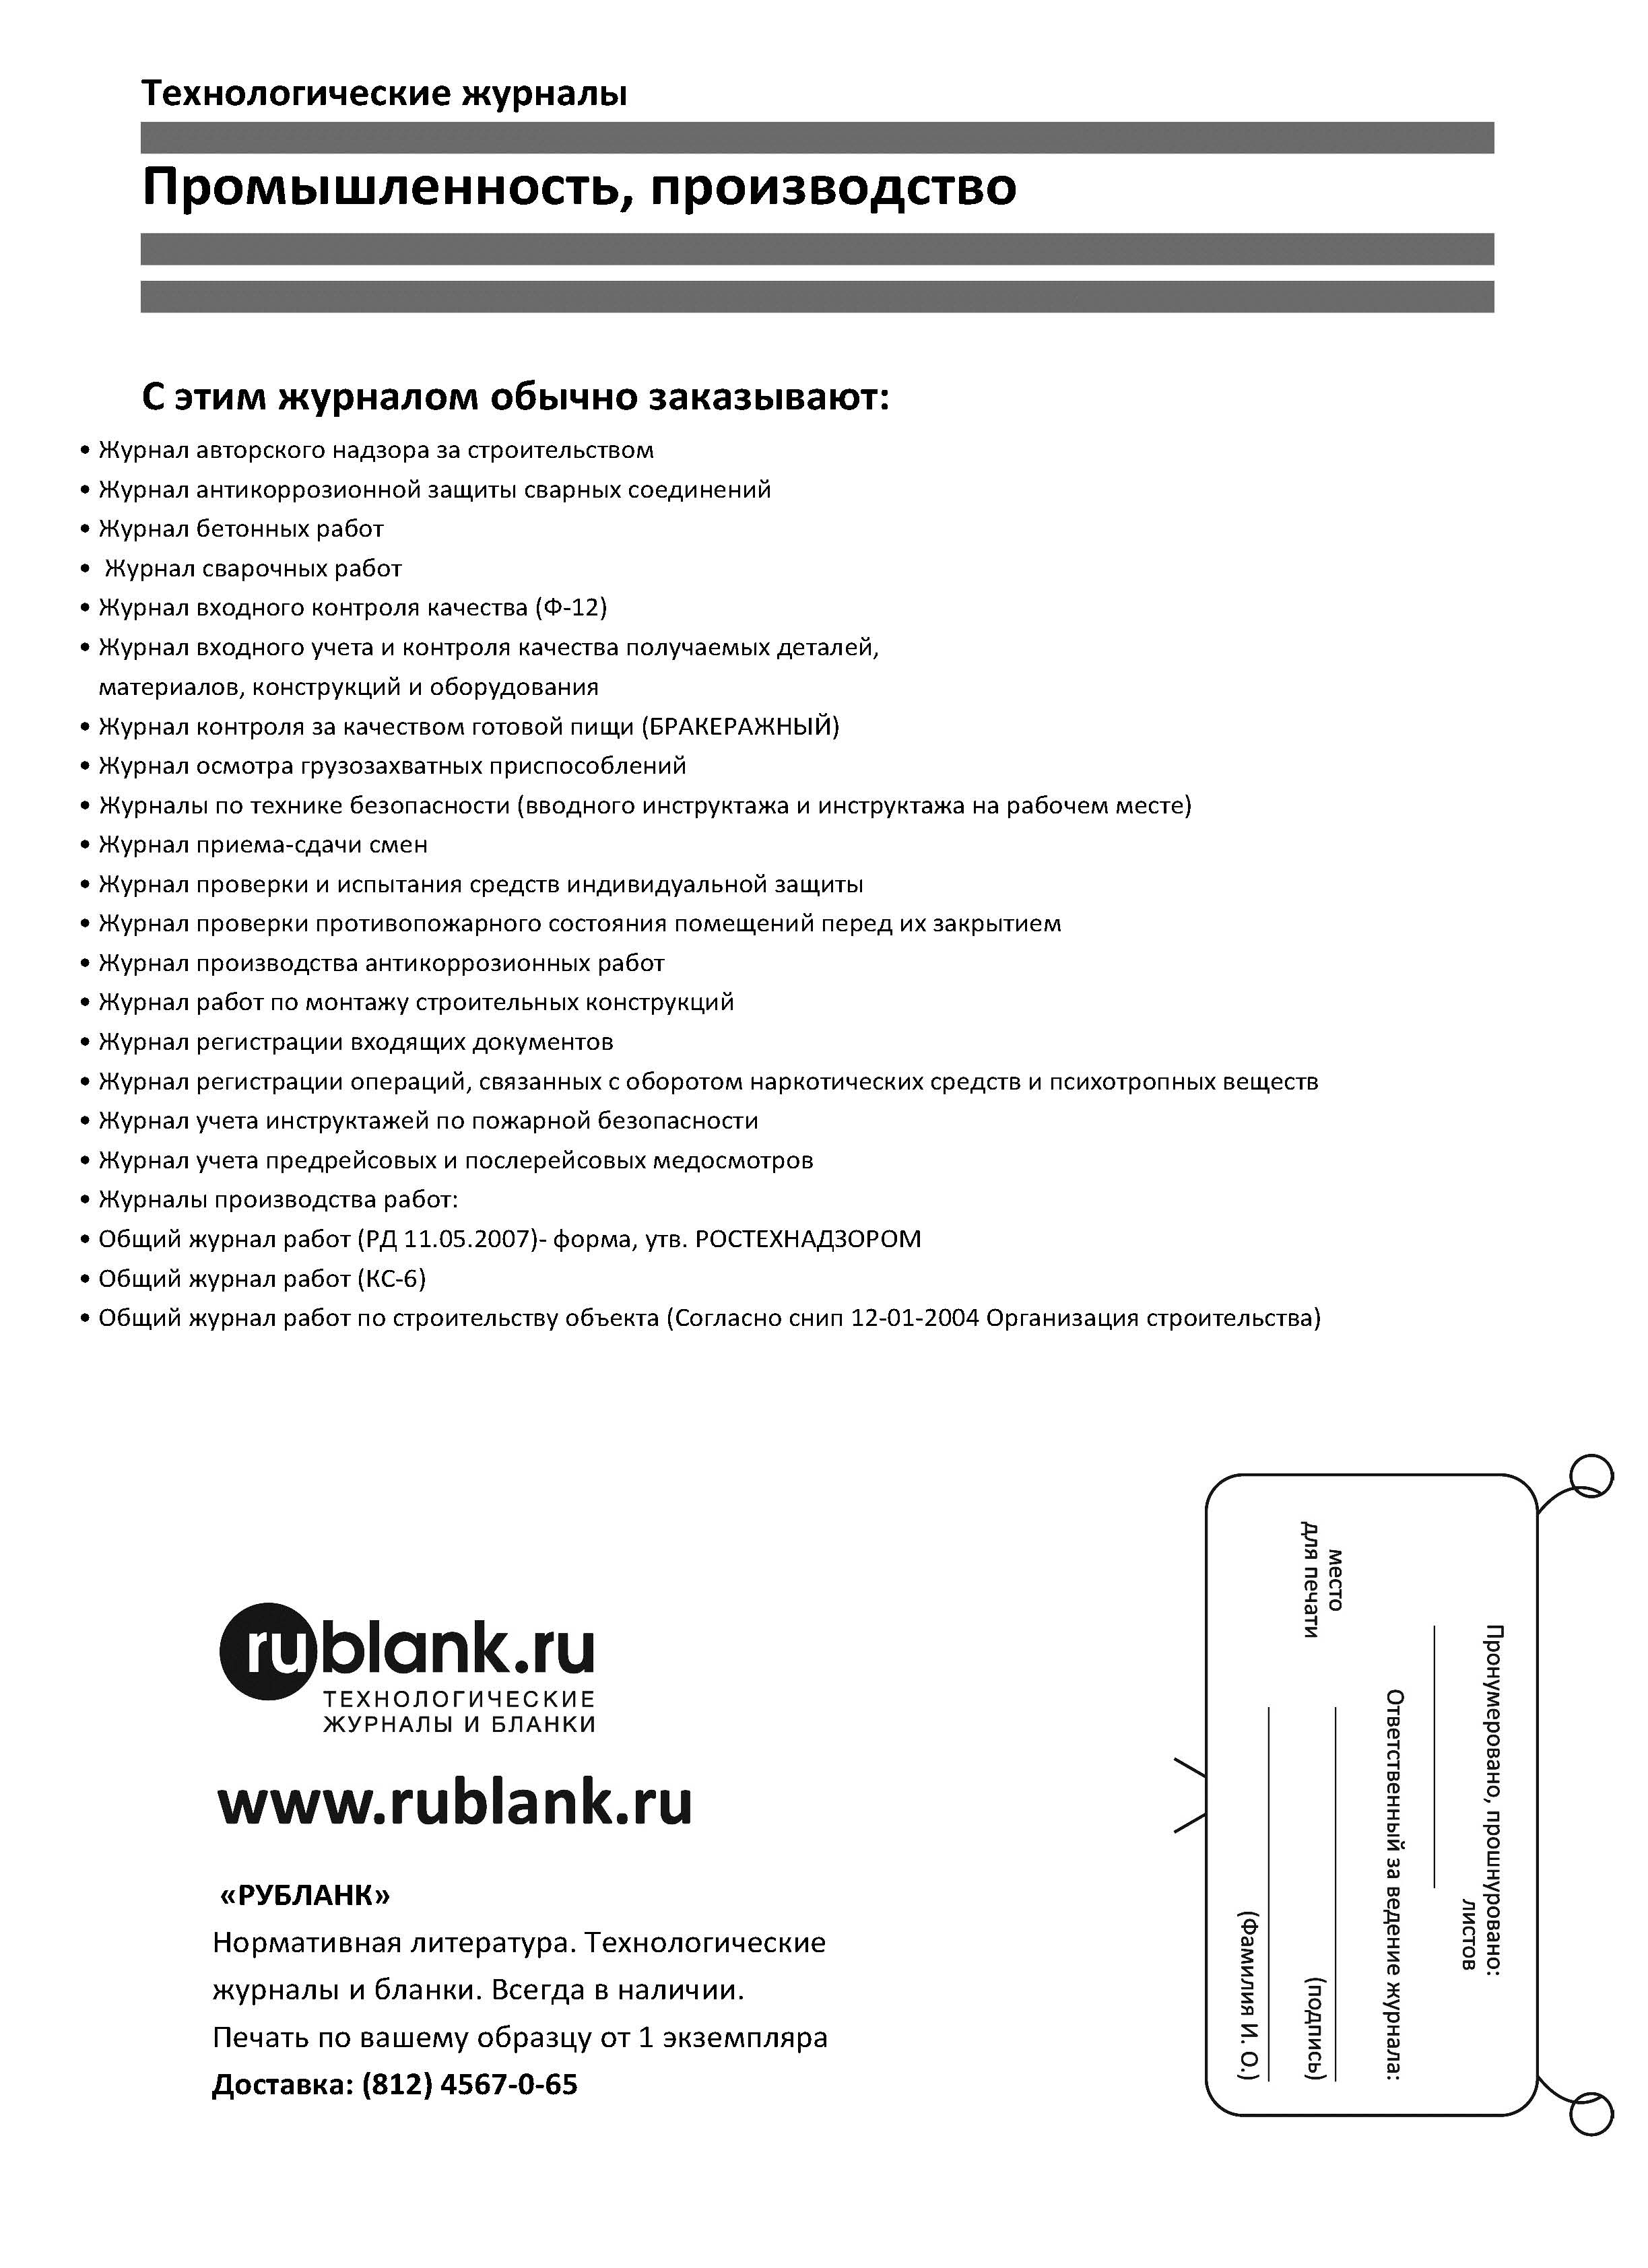 Технологические журналы
Промышленность, производство
С этим журналом обычно заказывают:
• Журнал авторского надзора за строительством
• Журнал антикоррозионной защиты сварных соединений
• Журнал бетонных работ
• Журнал сварочных работ
• Журнал входного контроля качества (Ф-12)
• Журнал входного учета и контроля качества получаемых деталей,
материалов, конструкций и оборудования
• Журнал контроля за качеством готовой пищи (БРАКЕРАЖНЫЙ)
• Журнал осмотра грузозахватных приспособлений
• Журналы по технике безопасности (вводного инструктажа и инструктажа на рабочем месте)
• Журнал приема-сдачи смен
• Журнал проверки и испытания средств индивидуальной защиты
• Журнал проверки противопожарного состояния помещений перед их закрытием
• Журнал производства антикоррозионных работ
• Журнал работ по монтажу строительных конструкций
• Журнал регистрации входящих документов
• Журнал регистрации операций, связанных с оборотом наркотических средств и психотропных веществ
• Журнал учета инструктажей по пожарной безопасности
• Журнал учета предрейсовых и послерейсовых медосмотров
• Журналы производства работ:
• Общий журнал работ (РД 11.05.2007)- форма, утв. РОСТЕХНАДЗОРОМ
• Общий журнал работ (КС-6)
• Общий журнал работ по строительству объекта (Согласно снип 12-01-2004 Организация строительства)
rublank.ru
ТЕХНОЛОГИЧЕСКИЕ
ЖУРНАЛЫ И БЛАНКИ
www.rublank.ru
«РУБЛАНК»
Нормативная литература. Технологические
журналы и бланки. Всегда в наличии.
Печать по вашему образцу от 1 экземпляра
Доставка: (812) 4567-0-65
Пронумеровано, прошнуровано:
листов
Ответственный за ведение журнала:
место
для печати
(подпись)
(Фамилия И. О.)